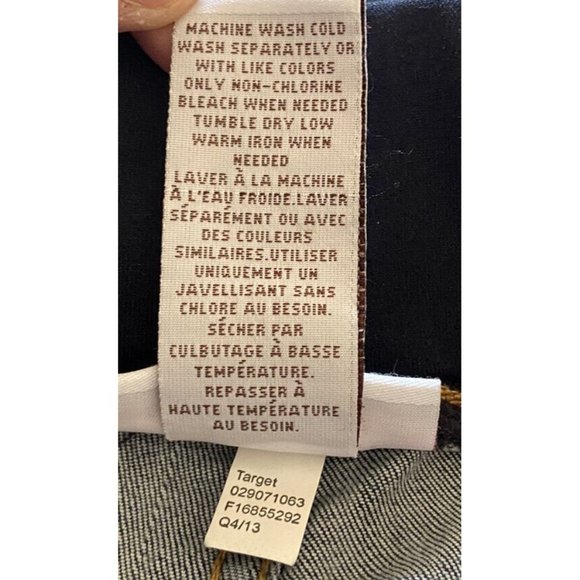 MACHINE WASH COLD
WASH SEPARATELY OR
WITH LIKE COLORS
ONLY NON-CHLORINE
BLEACH WHEN NEEDED
TUMBLE DRY LOW
WARM IRON WHEN
NEEDED
LAVER À LA MACHINE
À L'EAU FROIDE.LAVER
SÉPARÉMENT OU AVEC
DES COULEURS
SIMILAIRES.UTILISER
UNIQUEMENT UN
JAVELLISANT SANS
CHLORE AU BESOIN.
SÉCHER PAR
CULBUTAGE À BASSE
TEMPÉRATURE.
REPASSER À
HAUTE TEMPÉRATURE
AU BESOIN.
Target
029071063
F16855292
Q4/13